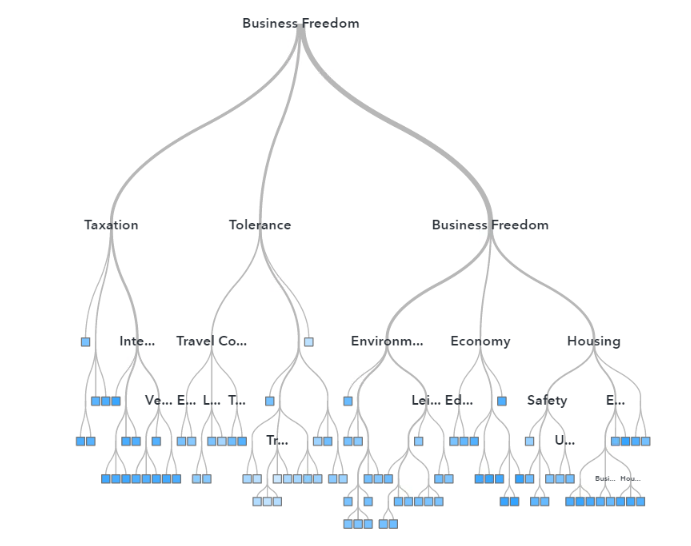 Business Freedom
Taxation
Tolerance
Business Freedom
Inte...
Travel Co...
Environm...
Economy
Housing
Ve...
E...
L...
T...
Lei...
Ed...
Safety
E...
Tr...
U...
Busi...
Hou...